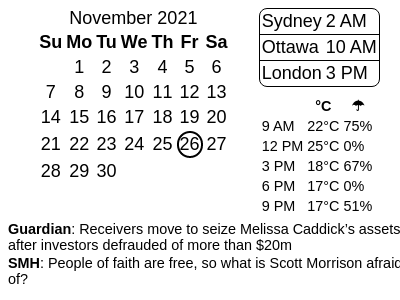 November 2021
Su Mo Tu We Th Fr Sa
1 2 3 4 5 6
7 8 9 10 11 12 13
14 15 16 17 18 19 20
21 22 23 24 25 26 27
28 29 30
Sydney 2 AM
Ottawa 10 AM
London 3 PM
°C ☂
9 AM 22°C 75%
12 PM 25°C 0%
3 PM 18°C 67%
6 PM 17°C 0%
9 PM 17°C 51%
Guardian: Receivers move to seize Melissa Caddick’s assets
after investors defrauded of more than $20m
SMH: People of faith are free, so what is Scott Morrison afraid
of?